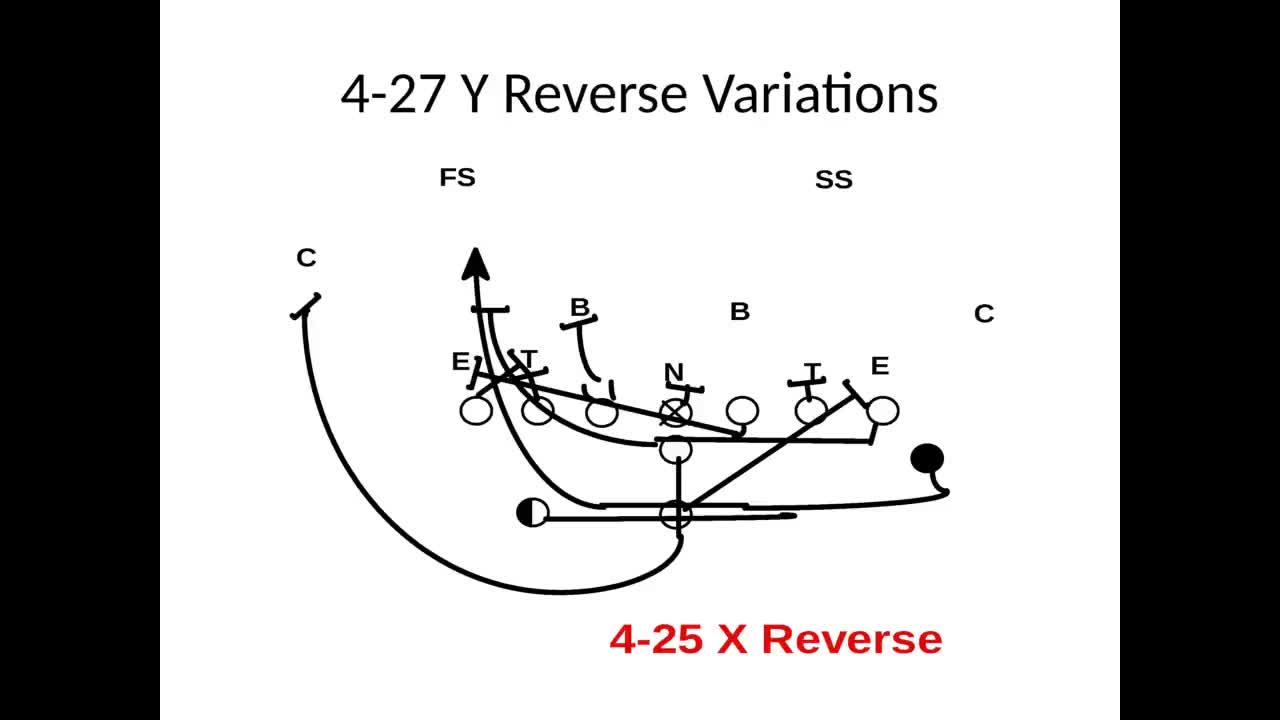 4-27 Y Reverse Variations
FS SS
C
B B C
E T N T E
4-25 X Reverse